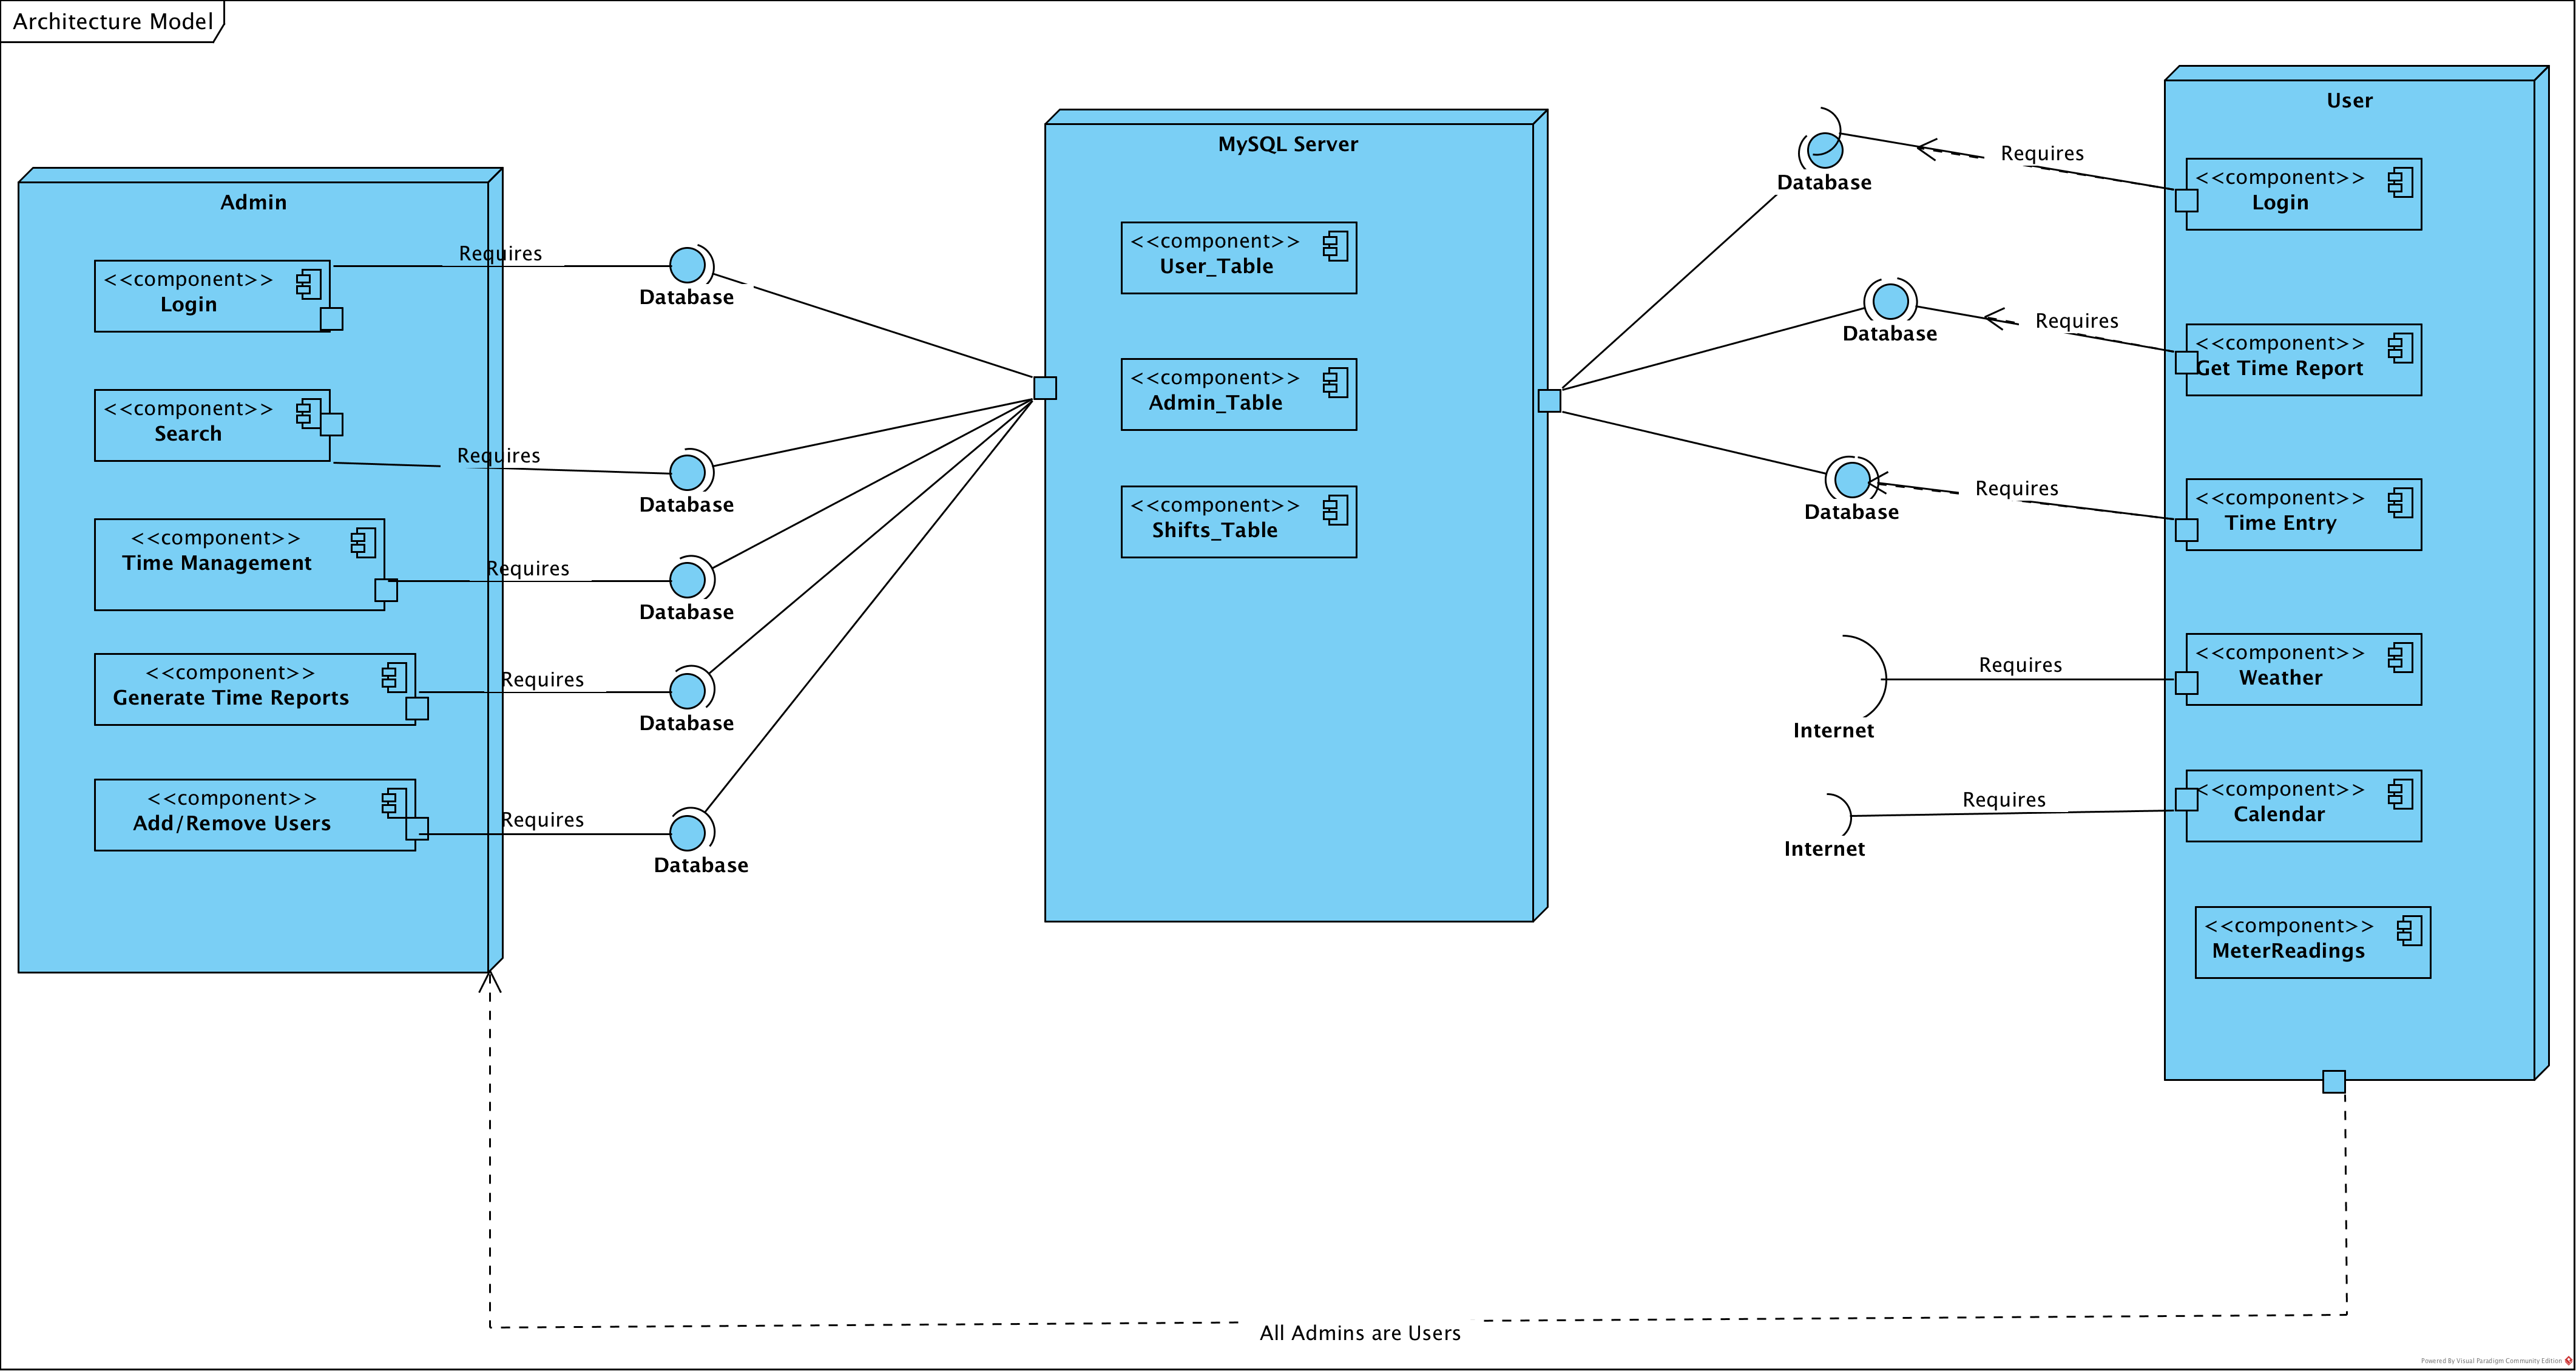 Architecture Model
Admin
<<component>>
Login
<<component>>
Search
<<component>>
Time Management
<<component>>
Generate Time Reports
<<component>>
Add/Remove Users
Requires
Database
Requires
Database
Requires
Database
Requires
Database
Requires
Database
MySQL Server
<<component>>
User_Table
<<component>>
Admin_Table
<<component>>
Shifts_Table
Database
Requires
Database
Requires
Database
Requires
Internet
Requires
Internet
Requires
User
<<component>>
Login
<<component>>
Get Time Report
<<component>>
Time Entry
<<component>>
Weather
<<component>>
Calendar
<<component>>
MeterReadings
All Admins are Users
Powered By Visual Paradigm Community Edition